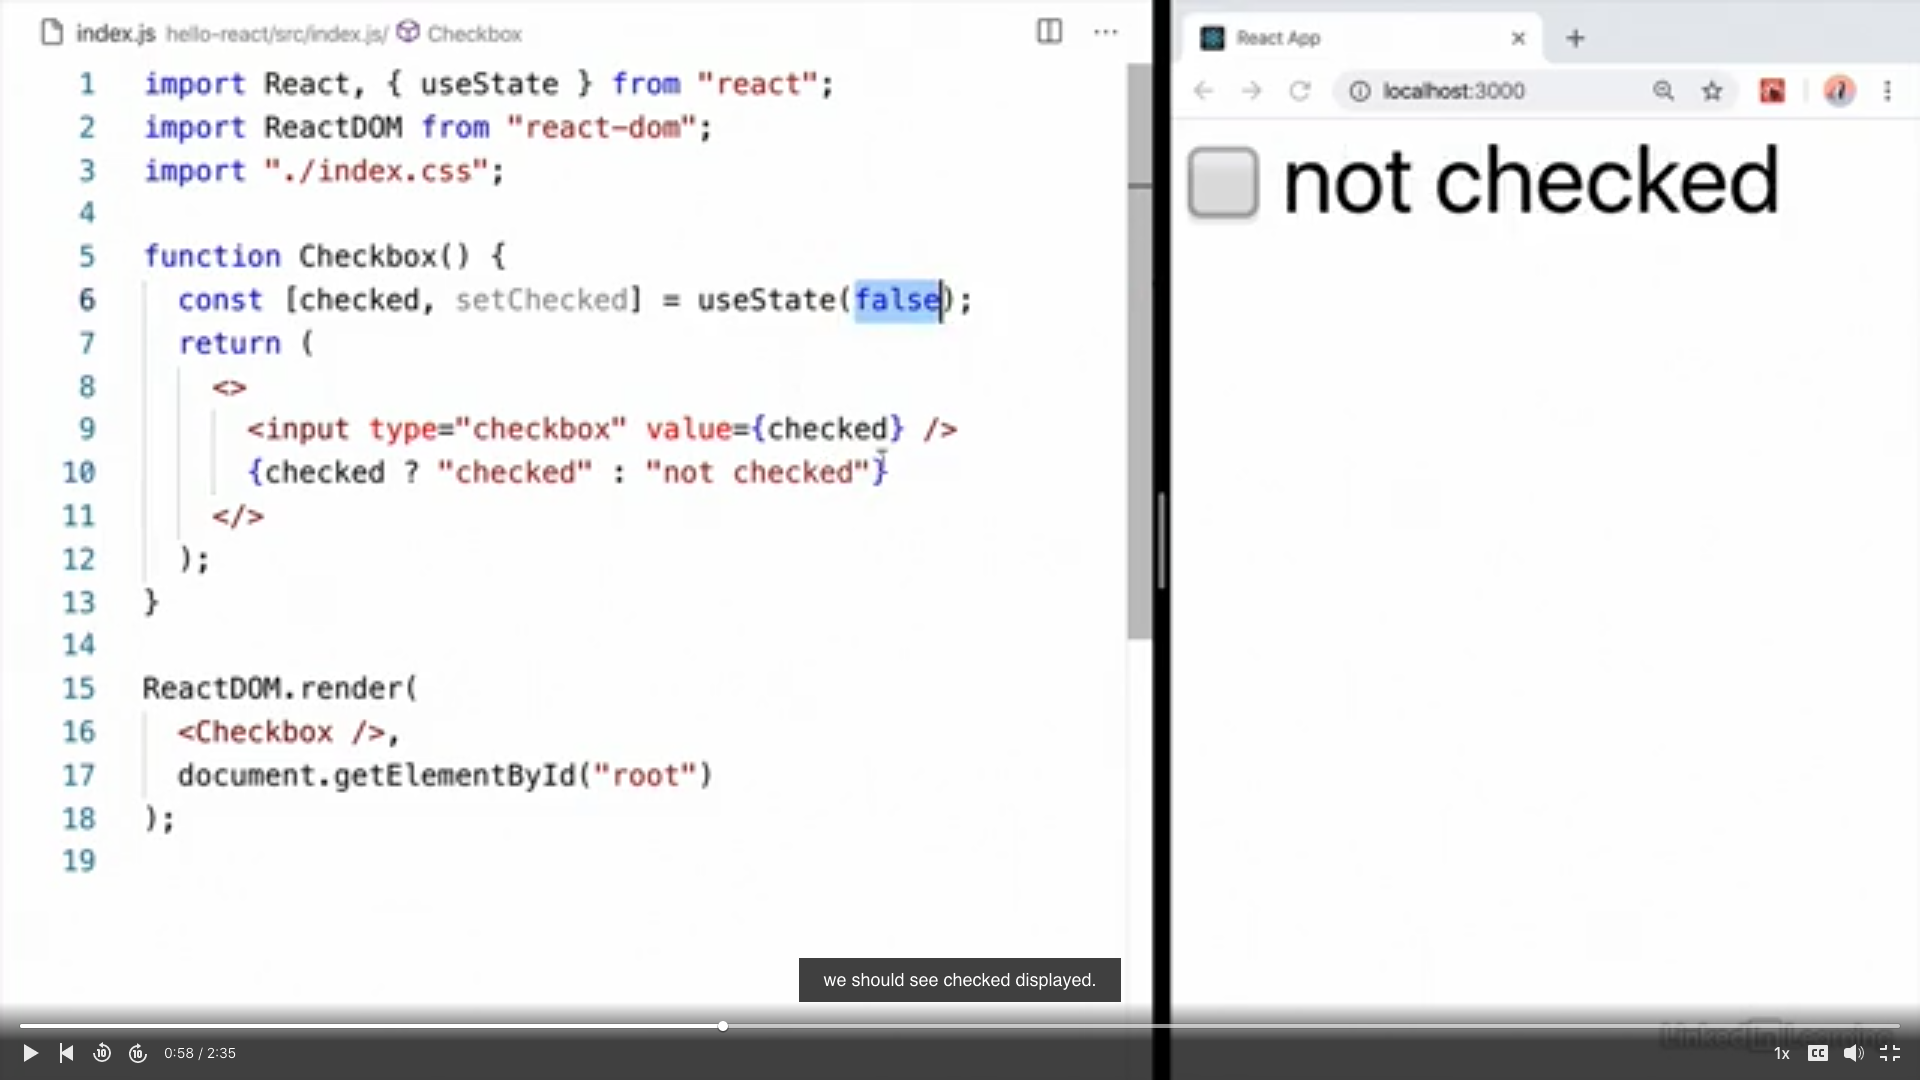 index.js hello-react/src/index.js/ Checkbox
1 import React, { useState } from "react";
2 import ReactDOM from "react-dom";
3 import "./index.css";
4
5 function Checkbox() {
6 const [checked, setChecked] = useState(false);
7 return (
8 <>
9 <input type="checkbox" value={checked} />
10 {checked ? "checked" : "not checked"}
11 </>
12 );
13 }
14
15 ReactDOM.render(
16 <Checkbox />,
17 document.getElementById("root")
18 );
19
React App
localhost:3000
not checked
we should see checked displayed.
LinkedIn Learning
10 10 0:58 / 2:35 1x CC